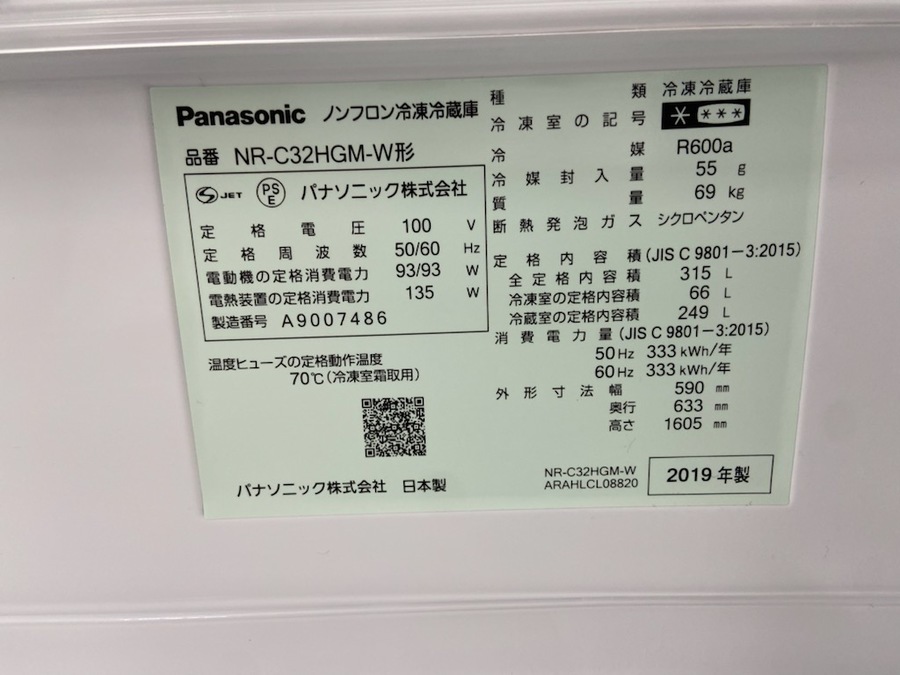 Panasonic ノンフロン冷凍冷蔵庫
品番 NR-C32HGM-W形
JET PSE パナソニック株式会社
定格電圧 100 V
定格周波数 50/60 Hz
電動機の定格消費電力 93/93 W
電熱装置の定格消費電力 135 W
製造番号 A9007486
温度ヒューズの定格動作温度
70℃(冷凍室霜取用)
パナソニック株式会社 日本製
種類 冷凍冷蔵庫
冷凍室の記号 * ***
冷媒 R600a
冷媒封入量 55 g
質量 69 kg
断熱発泡ガス シクロペンタン
定格内容積(JIS C 9801-3:2015)
全定格内容積 315 L
冷凍室の定格内容積 66 L
冷蔵室の定格内容積 249 L
消費電力量(JIS C 9801-3:2015)
50Hz 333 kWh/年
60Hz 333 kWh/年
外形寸法幅 590 mm
奥行 633 mm
高さ 1605 mm
NR-C32HGM-W
ARAHLCL08820
2019年製